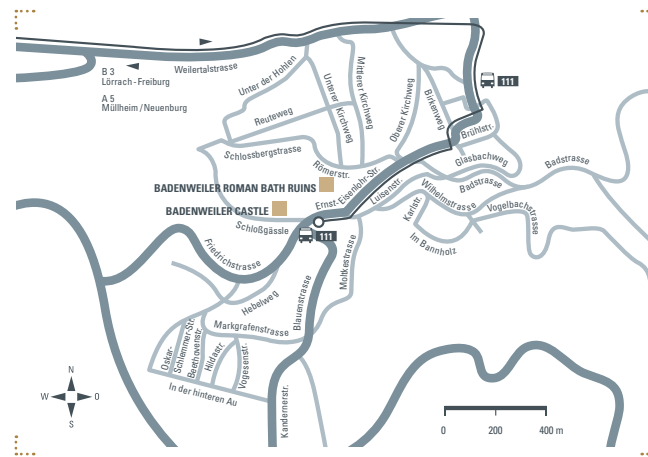 B 3
Lörrach - Freiburg
A 5
Müllheim / Neuenburg
Weilertalstrasse
Unter der Hohlen
Unterer Kirchweg
Mittlerer Kirchweg
Oberer Kirchweg
Birkenweg
111
Reuteweg
Brühlstr.
Schlossbergstrasse
Römerstr.
Glasbachweg
Badstrasse
BADENWEILER ROMAN BATH RUINS
Ernst-Eisenlohr-Str.
Luisenstr.
Wilhelmstrasse
Badstrasse
BADENWEILER CASTLE
Karlstr.
Vogelbachstrasse
Schloßgässle
111
Im Bannholz
Friedrichstrasse
Moltkestrasse
Hebelweg
Blauenstrasse
Markgrafenstrasse
Oskar-
Schlemmer-Str.
Beethovenstr.
Hildastr.
Vogesenstr.
In der hinteren Au
Kandernerstr.
N
W
O
S
0
200
400 m